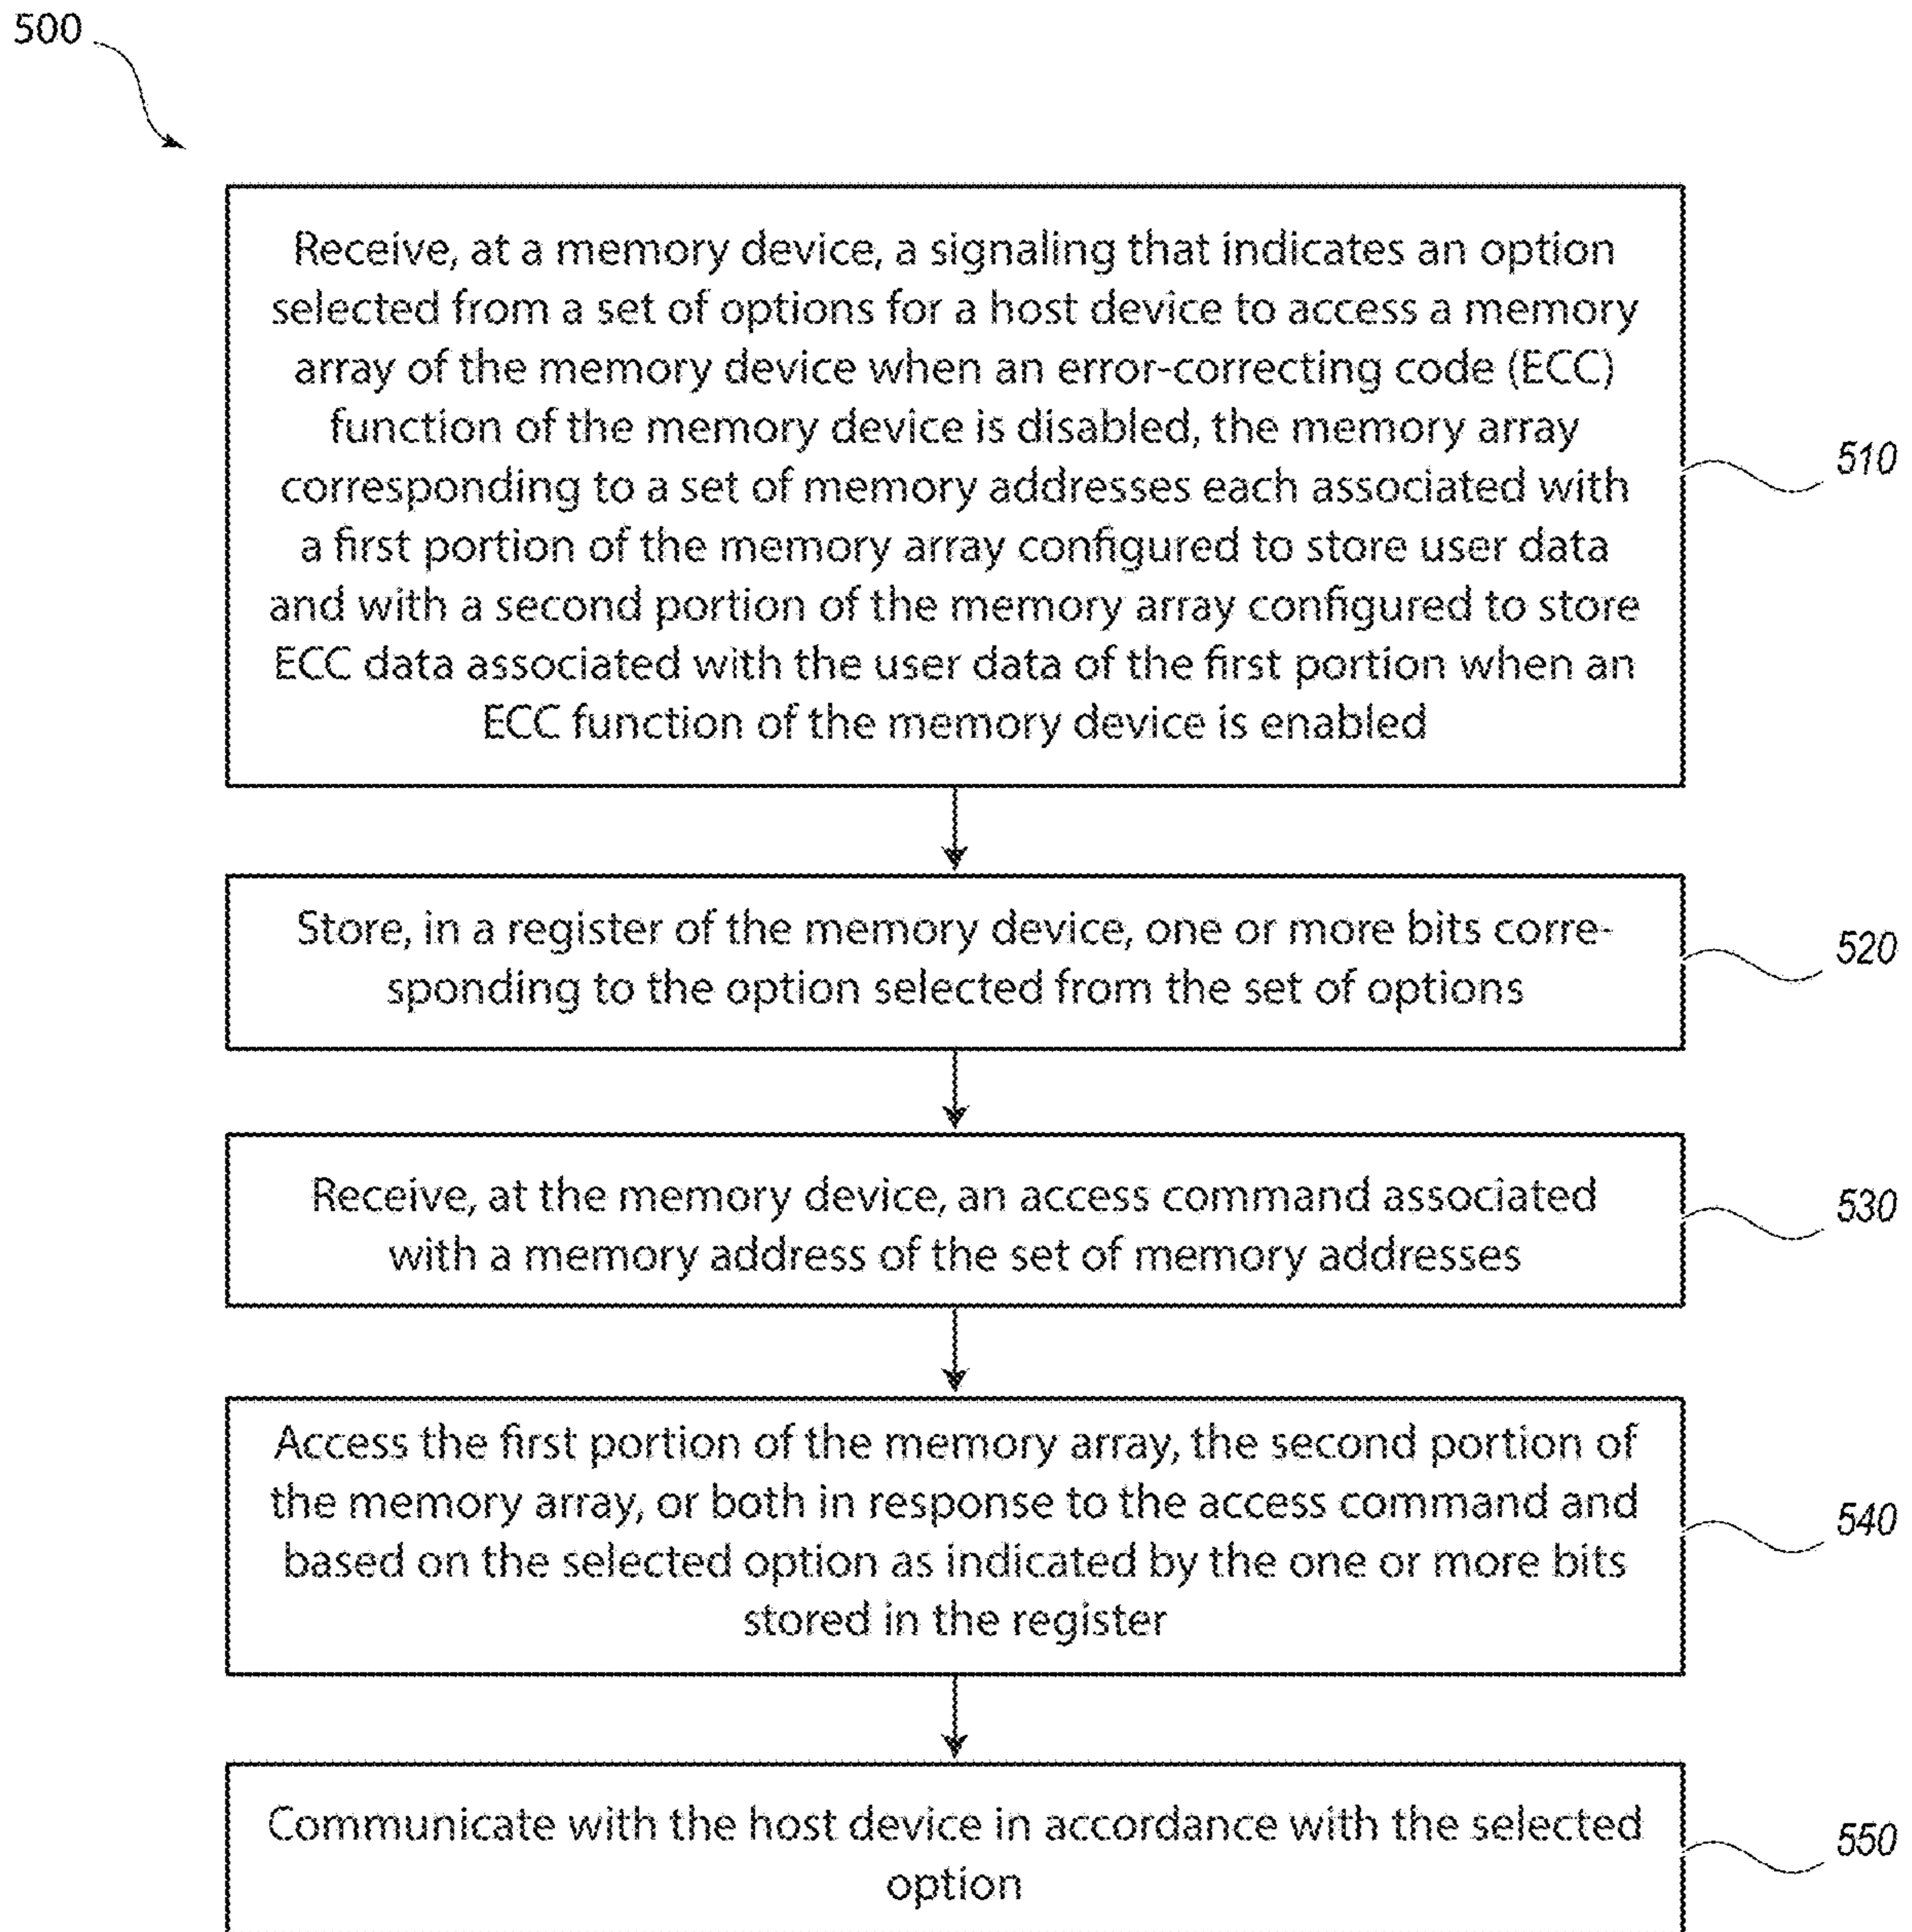 500
Receive, at a memory device, a signaling that indicates an option
selected from a set of options for a host device to access a memory
array of the memory device when an error-correcting code (ECC)
function of the memory device is disabled, the memory array
corresponding to a set of memory addresses each associated with
a first portion of the memory array configured to store user data
and with a second portion of the memory array configured to store
ECC data associated with the user data of the first portion when an
ECC function of the memory device is enabled
510
Store, in a register of the memory device, one or more bits corre-
sponding to the option selected from the set of options
520
Receive, at the memory device, an access command associated
with a memory address of the set of memory addresses
530
Access the first portion of the memory array, the second portion of
the memory array, or both in response to the access command and
based on the selected option as indicated by the one or more bits
stored in the register
540
Communicate with the host device in accordance with the selected
option
550